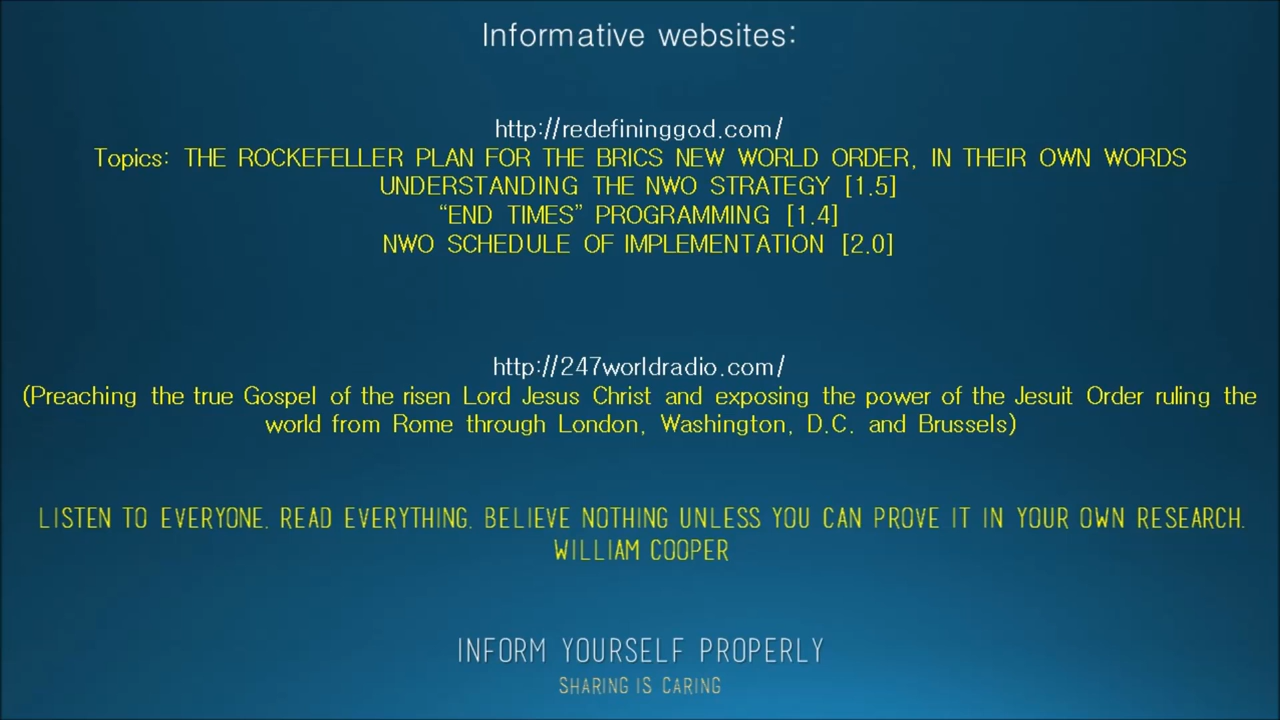 Informative websites:
http://redefininggod.com/
Topics: THE ROCKEFELLER PLAN FOR THE BRICS NEW WORLD ORDER, IN THEIR OWN WORDS
UNDERSTANDING THE NWO STRATEGY [1.5]
“END TIMES” PROGRAMMING [1.4]
NWO SCHEDULE OF IMPLEMENTATION [2.0]
http://247worldradio.com/
(Preaching the true Gospel of the risen Lord Jesus Christ and exposing the power of the Jesuit Order ruling the
world from Rome through London, Washington, D.C. and Brussels)
LISTEN TO EVERYONE. READ EVERYTHING. BELIEVE NOTHING UNLESS YOU CAN PROVE IT IN YOUR OWN RESEARCH.
WILLIAM COOPER
INFORM YOURSELF PROPERLY
SHARING IS CARING